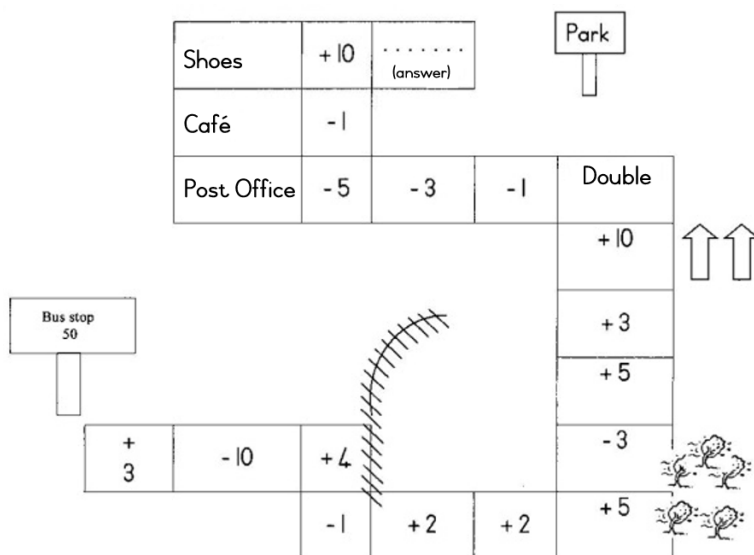 Park
Shoes +10 .......
(answer)
Café -1
Post Office -5 -3 -1 Double
+10
Bus stop
50
+3
+5
+
3
-10 +4 -3
-1 +2 +2 +5